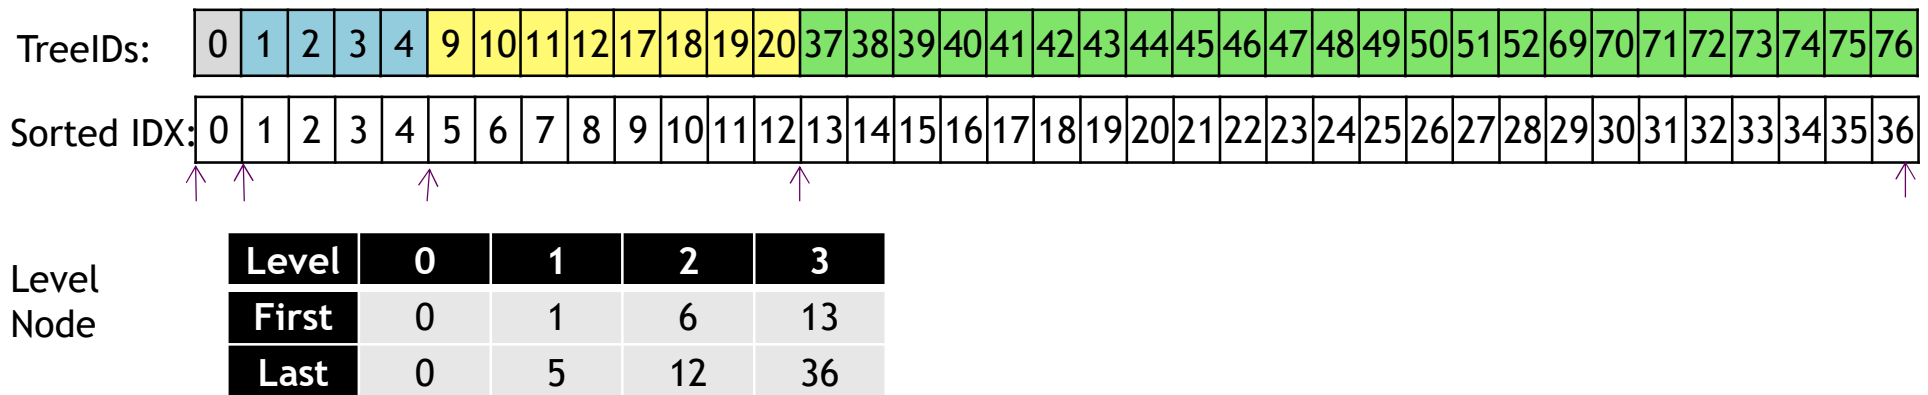 TreeIDs: 0 1 2 3 4 9 10 11 12 17 18 19 20 37 38 39 40 41 42 43 44 45 46 47 48 49 50 51 52 69 70 71 72 73 74 75 76
Sorted IDX: 0 1 2 3 4 5 6 7 8 9 10 11 12 13 14 15 16 17 18 19 20 21 22 23 24 25 26 27 28 29 30 31 32 33 34 35 36
Level
Node
Level 0 1 2 3
First 0 1 6 13
Last 0 5 12 36